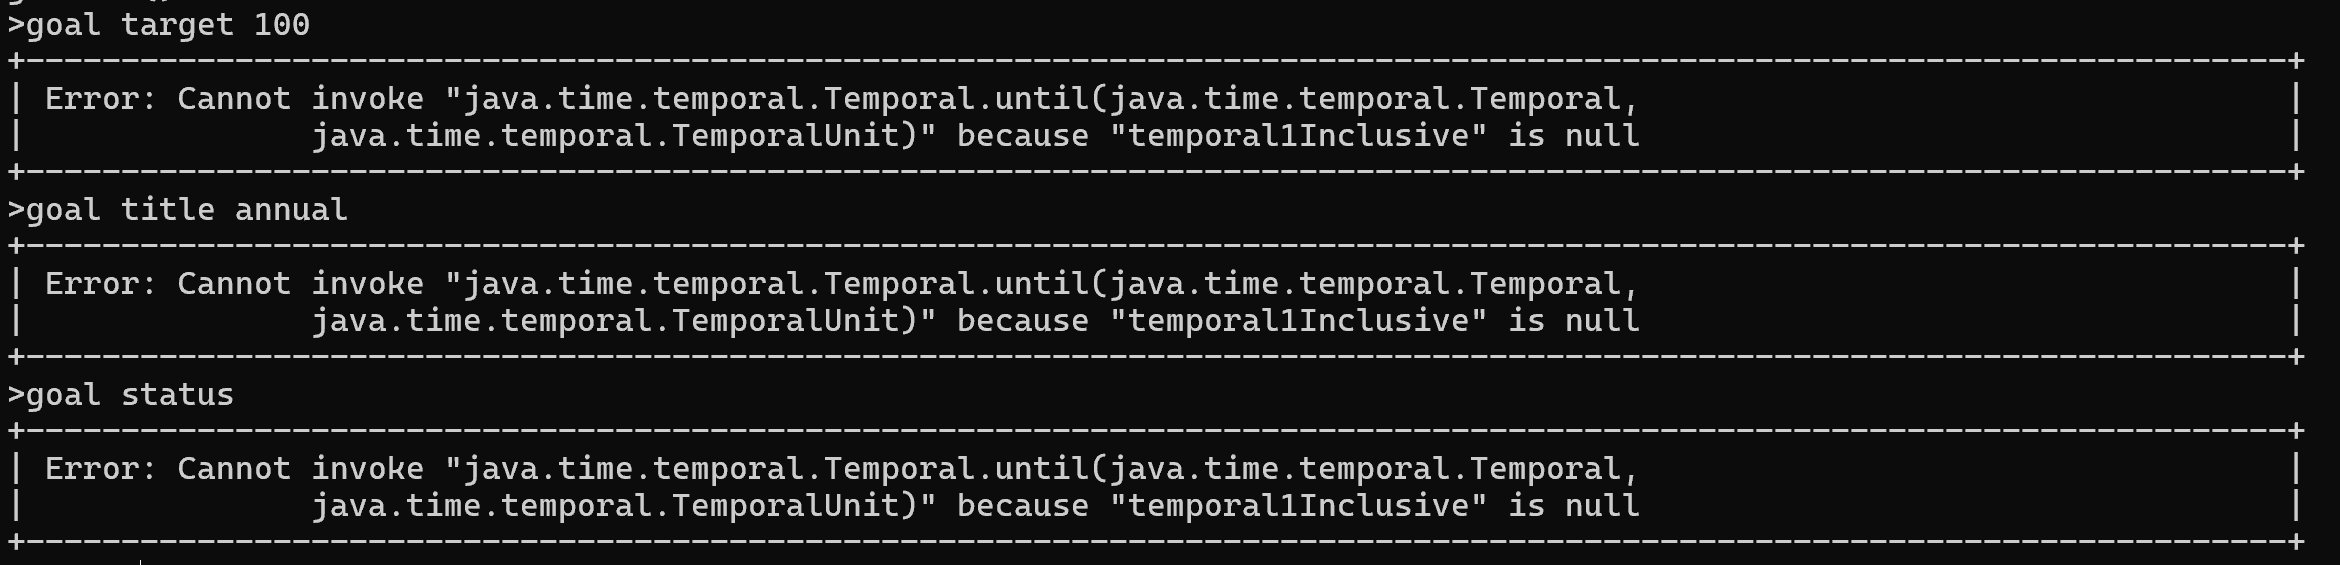 >goal target 100
+------------------------------------------------------------------------------------------------------------------------+
| Error: Cannot invoke "java.time.temporal.Temporal.until(java.time.temporal.Temporal, |
| java.time.temporal.TemporalUnit)" because "temporal1Inclusive" is null |
+------------------------------------------------------------------------------------------------------------------------+
>goal title annual
+------------------------------------------------------------------------------------------------------------------------+
| Error: Cannot invoke "java.time.temporal.Temporal.until(java.time.temporal.Temporal, |
| java.time.temporal.TemporalUnit)" because "temporal1Inclusive" is null |
+------------------------------------------------------------------------------------------------------------------------+
>goal status
+------------------------------------------------------------------------------------------------------------------------+
| Error: Cannot invoke "java.time.temporal.Temporal.until(java.time.temporal.Temporal, |
| java.time.temporal.TemporalUnit)" because "temporal1Inclusive" is null |
+------------------------------------------------------------------------------------------------------------------------+